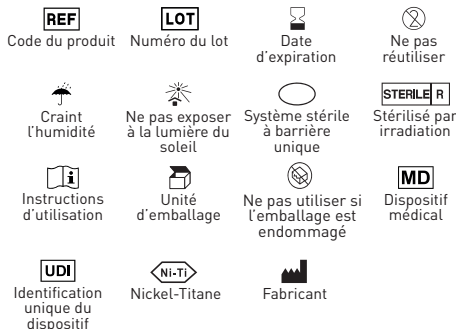 REF
LOT
2
Code du produit
Numéro du lot
Date
d'expiration
Ne pas
réutiliser
STERILE R
Craint
l'humidité
Ne pas exposer
à la lumière du
soleil
Système stérile
à barrière
unique
Stérilisé par
irradiation
i
MD
Instructions
d'utilisation
Unité
d'emballage
Ne pas utiliser si
l'emballage est
endommagé
Dispositif
médical
UDI
Ni-Ti
Identification
unique du
dispositif
Nickel-Titane
Fabricant